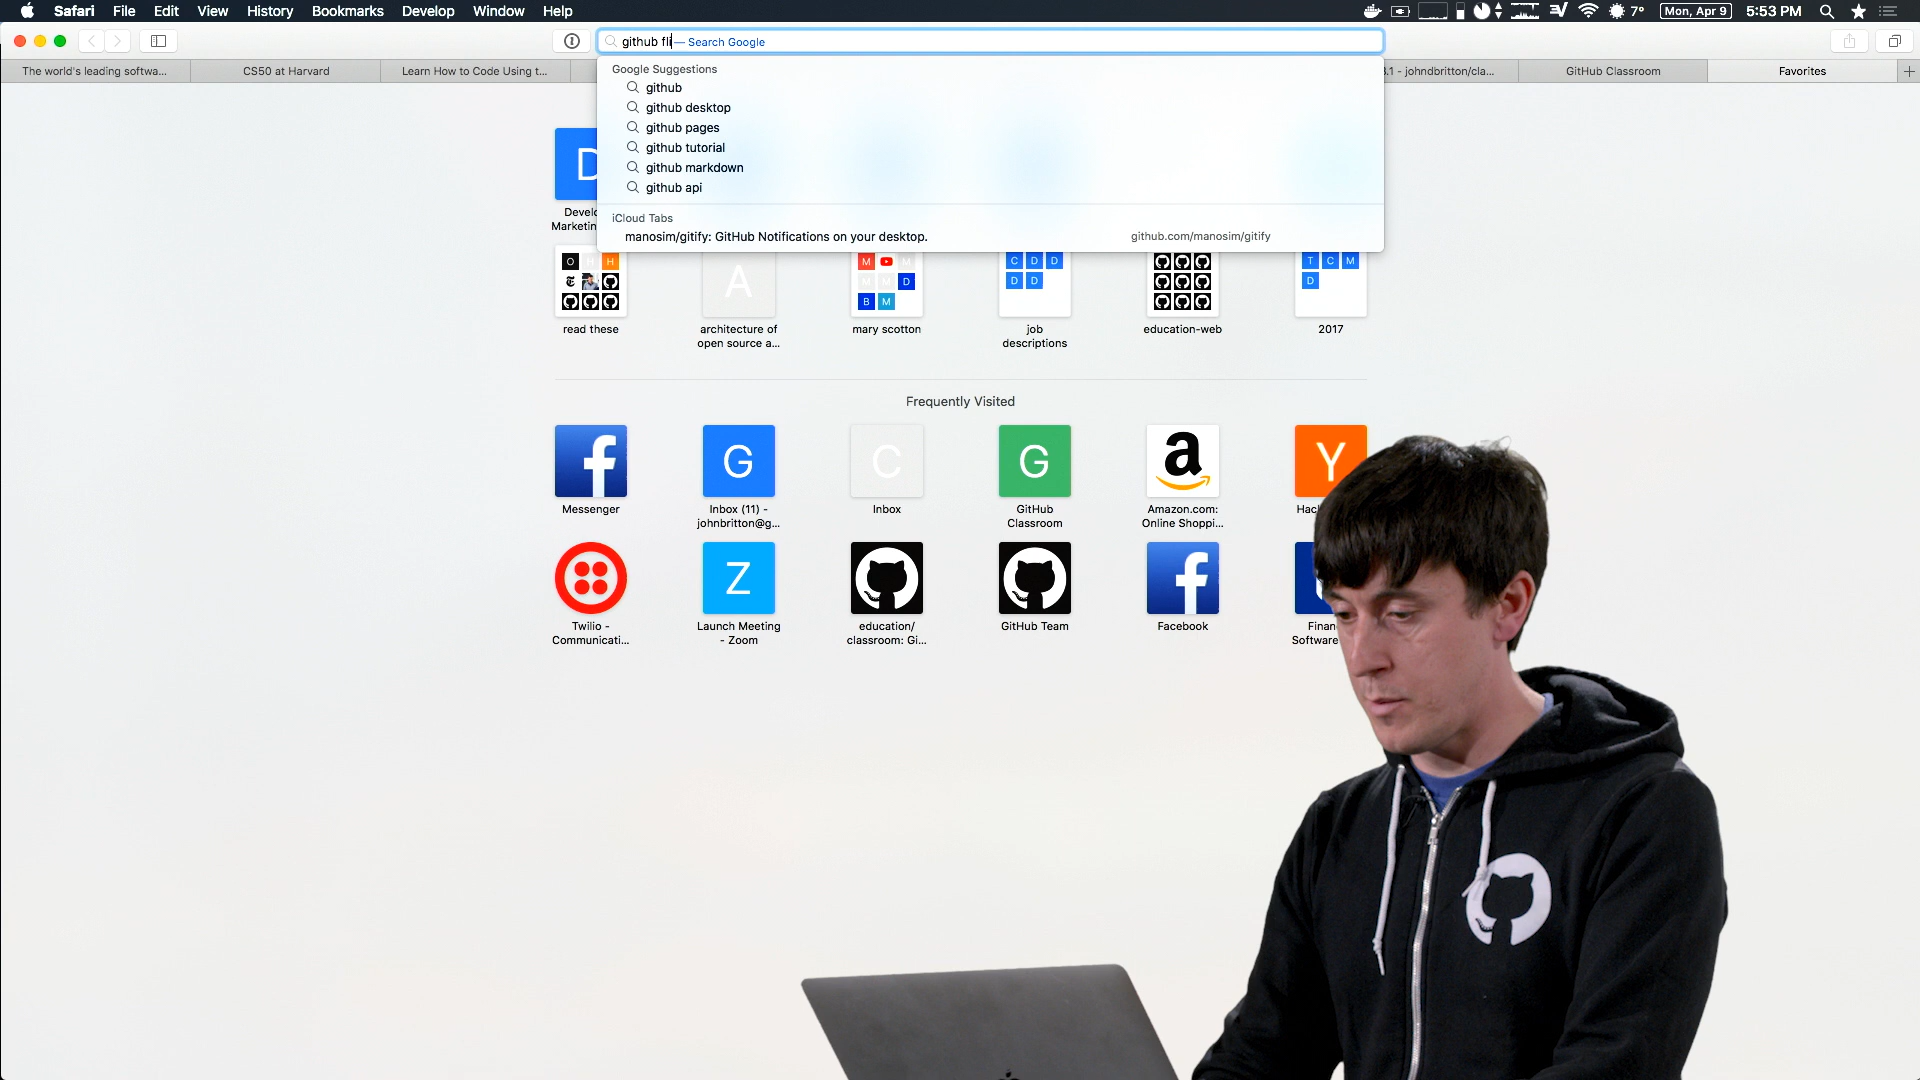 Safari File Edit View History Bookmarks Develop Window Help 7° Mon, Apr 9 5:53 PM
github fli — Search Google
The world's leading softwa... CS50 at Harvard Learn How to Code Using t... 3.1 - johndbritton/cla... GitHub Classroom Favorites
Google Suggestions
github
github desktop
github pages
github tutorial
github markdown
github api
iCloud Tabs
manosim/gitify: GitHub Notifications on your desktop. github.com/manosim/gitify
D
Develo
Marketin
O H H M M C D D T C M
M M D D D D
B M
A
read these
architecture of
open source a...
mary scotton
job
descriptions
education-web
2017
Frequently Visited
G C G a Y
Messenger
Inbox (11) -
johnbritton@g...
Inbox
GitHub
Classroom
Amazon.com:
Online Shoppi...
Hac
Z
Twilio -
Communicati...
Launch Meeting
- Zoom
education/
classroom: Gi...
GitHub Team
Facebook
Finan
Software